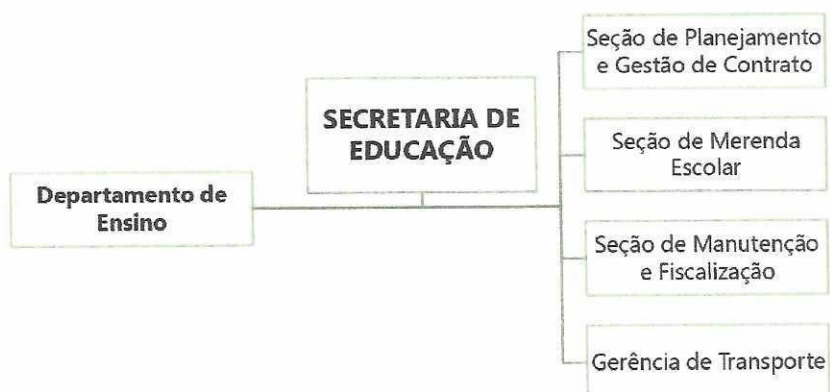 SECRETARIA DE
EDUCAÇÃO
Departamento de
Ensino
Seção de Planejamento
e Gestão de Contrato
Seção de Merenda
Escolar
Seção de Manutenção
e Fiscalização
Gerência de Transporte